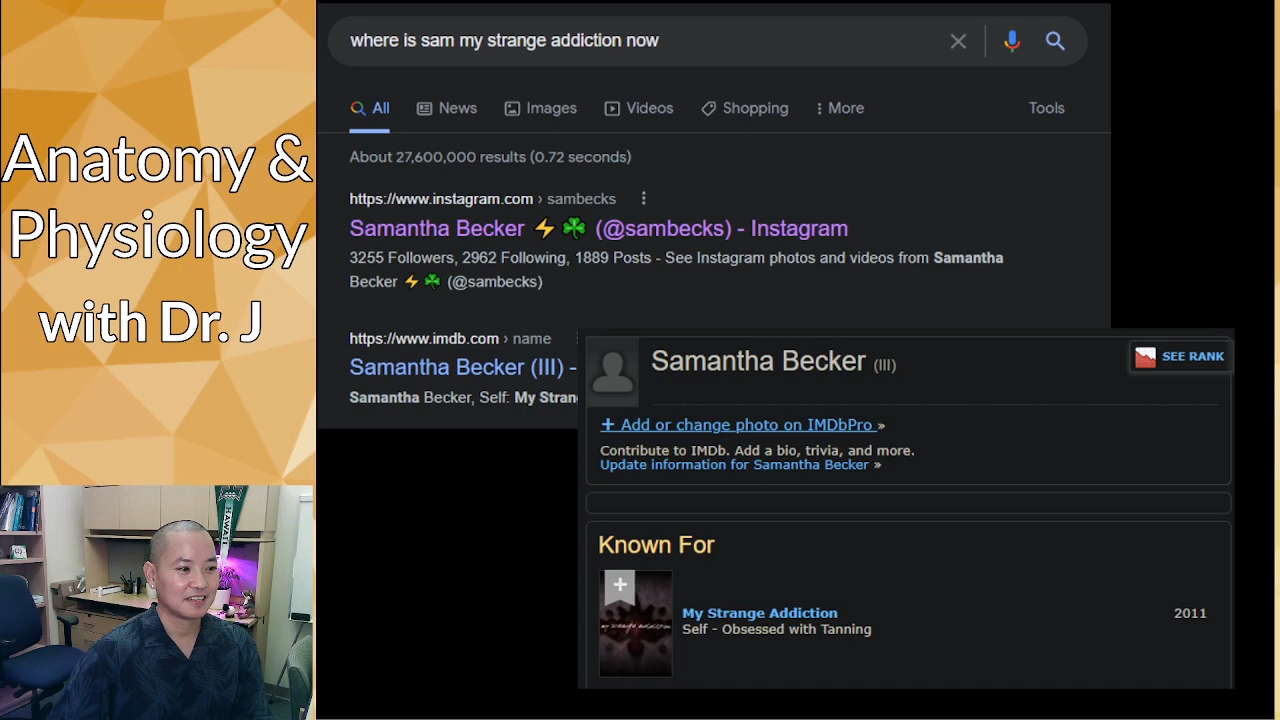 Anatomy &
Physiology
with Dr. J
where is sam my strange addiction now
All
News
Images
Videos
Shopping
More
Tools
About 27,600,000 results (0.72 seconds)
https://www.instagram.com › sambecks
Samantha Becker ⚡☘ (@sambecks) - Instagram
3255 Followers, 2962 Following, 1889 Posts - See Instagram photos and videos from Samantha
Becker ⚡☘ (@sambecks)
https://www.imdb.com › name
Samantha Becker (III) -
Samantha Becker, Self: My Stran
Samantha Becker (III)
SEE RANK
+ Add or change photo on IMDbPro »
Contribute to IMDb. Add a bio, trivia, and more.
Update information for Samantha Becker »
Known For
my strange addiction
My Strange Addiction
2011
Self - Obsessed with Tanning
HAWAII